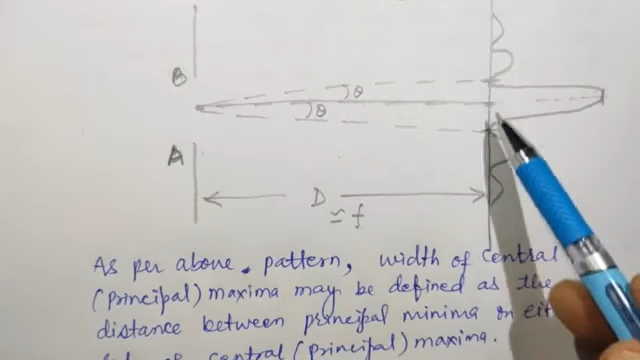 B
θ
θ
A
D
≃ f
As per above. pattern, width of central
(principal) maxima may be defined as the
distance between principal minima on
central (principal) maxima.